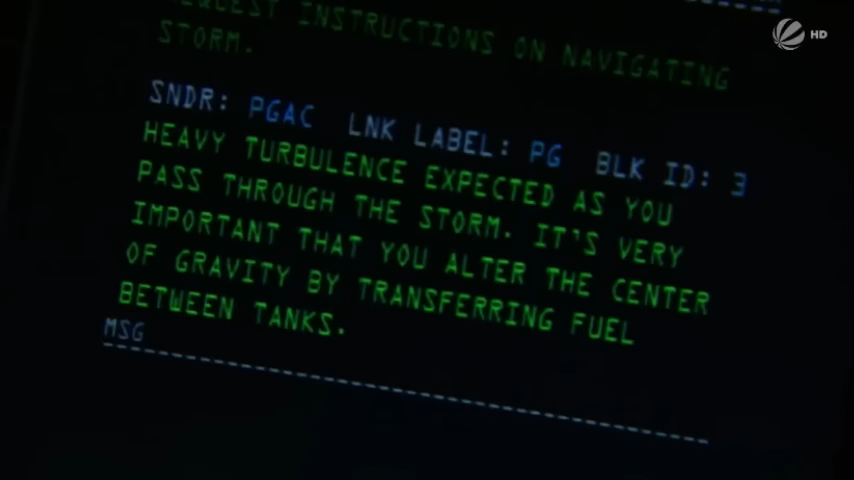 REQUEST INSTRUCTIONS ON NAVIGATING
STORM.
SNDR: PGAC LNK LABEL: PG BLK ID: 3
HEAVY TURBULENCE EXPECTED AS YOU
PASS THROUGH THE STORM. IT'S VERY
IMPORTANT THAT YOU ALTER THE CENTER
OF GRAVITY BY TRANSFERRING FUEL
BETWEEN TANKS.
MSG
HD